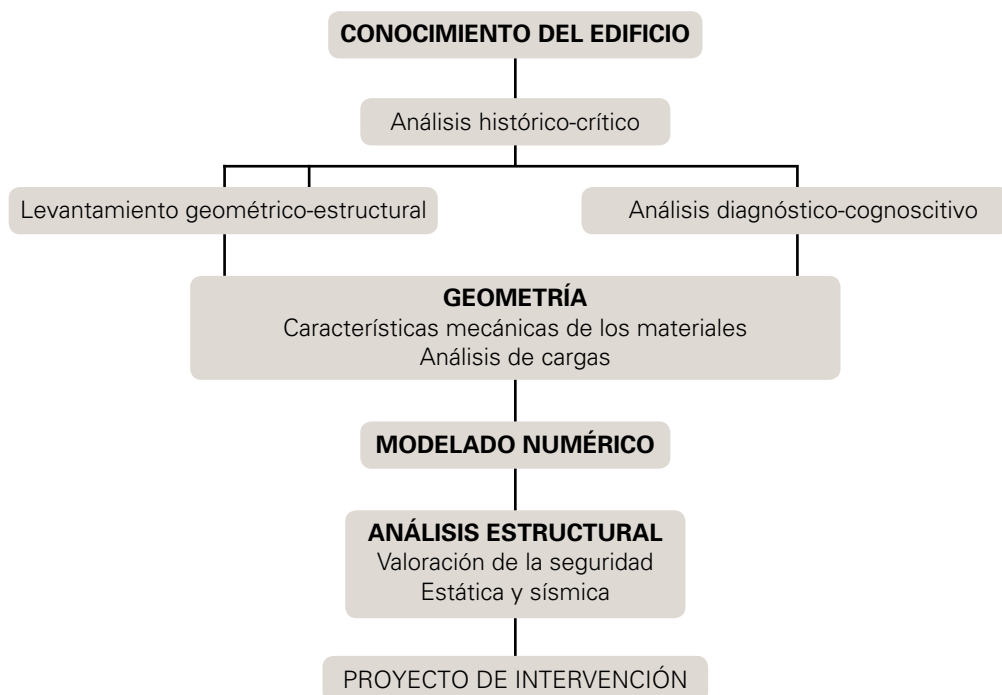 CONOCIMIENTO DEL EDIFICIO
Análisis histórico-crítico
Levantamiento geométrico-estructural
Análisis diagnóstico-cognoscitivo
GEOMETRÍA
Características mecánicas de los materiales
Análisis de cargas
MODELADO NUMÉRICO
ANÁLISIS ESTRUCTURAL
Valoración de la seguridad
Estática y sísmica
PROYECTO DE INTERVENCIÓN